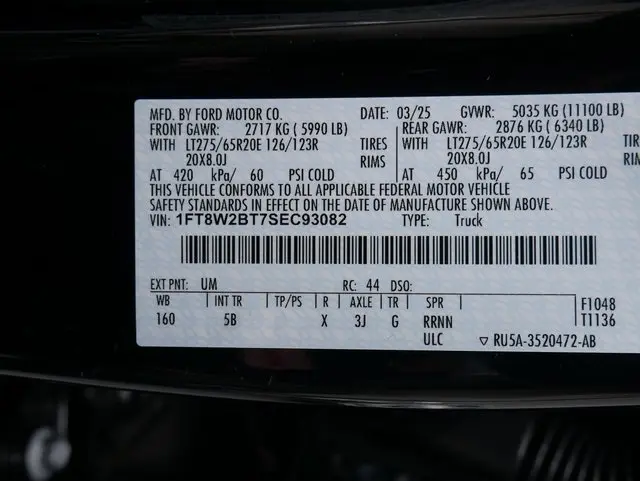 MFD. BY FORD MOTOR CO. DATE: 03/25 GVWR: 5035 KG (11100 LB)
FRONT GAWR: 2717 KG ( 5990 LB) REAR GAWR: 2876 KG ( 6340 LB)
WITH LT275/65R20E 126/123R TIRES WITH LT275/65R20E 126/123R TIRE
20X8.0J RIMS 20X8.0J RIM
AT 420 kPa/ 60 PSI COLD AT 450 kPa/ 65 PSI COLD
THIS VEHICLE CONFORMS TO ALL APPLICABLE FEDERAL MOTOR VEHICLE
SAFETY STANDARDS IN EFFECT ON THE DATE OF MANUFACTURE SHOWN ABOVE.
VIN: 1FT8W2BT7SEC93082 TYPE: Truck
EXT PNT: UM RC: 44 DSO:
WB INT TR TP/PS R AXLE TR SPR F1048
160 5B X 3J G RRNN T1136
ULC ▽ RU5A-3520472-AB